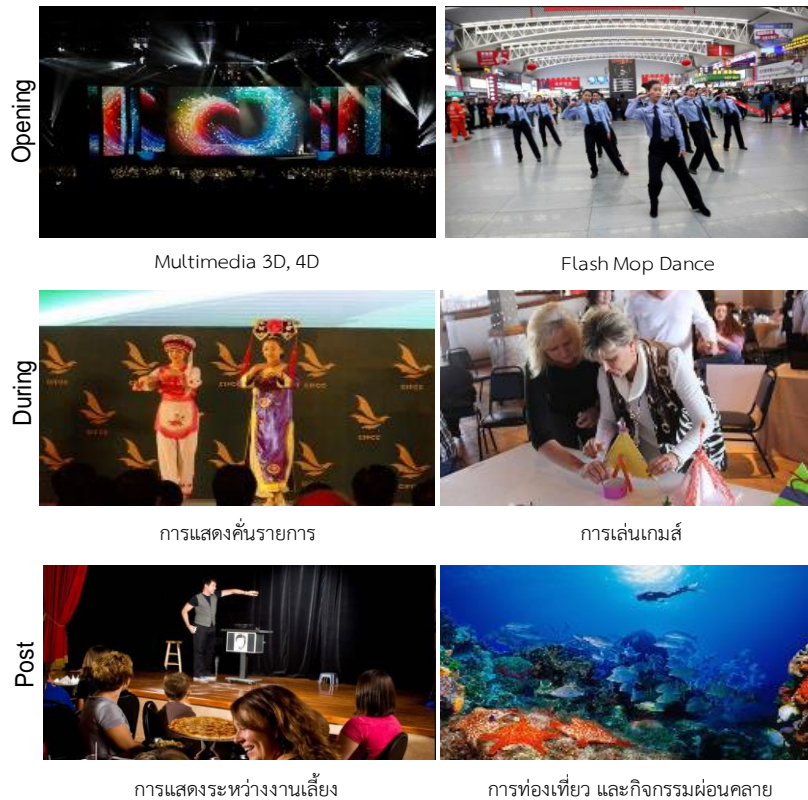 Opening
Multimedia 3D, 4D
Flash Mop Dance
During
CIFCC
การแสดงคั่นรายการ
การเล่นเกมส์
Post
การแสดงระหว่างงานเลี้ยง
การท่องเที่ยว และกิจกรรมผ่อนคลาย